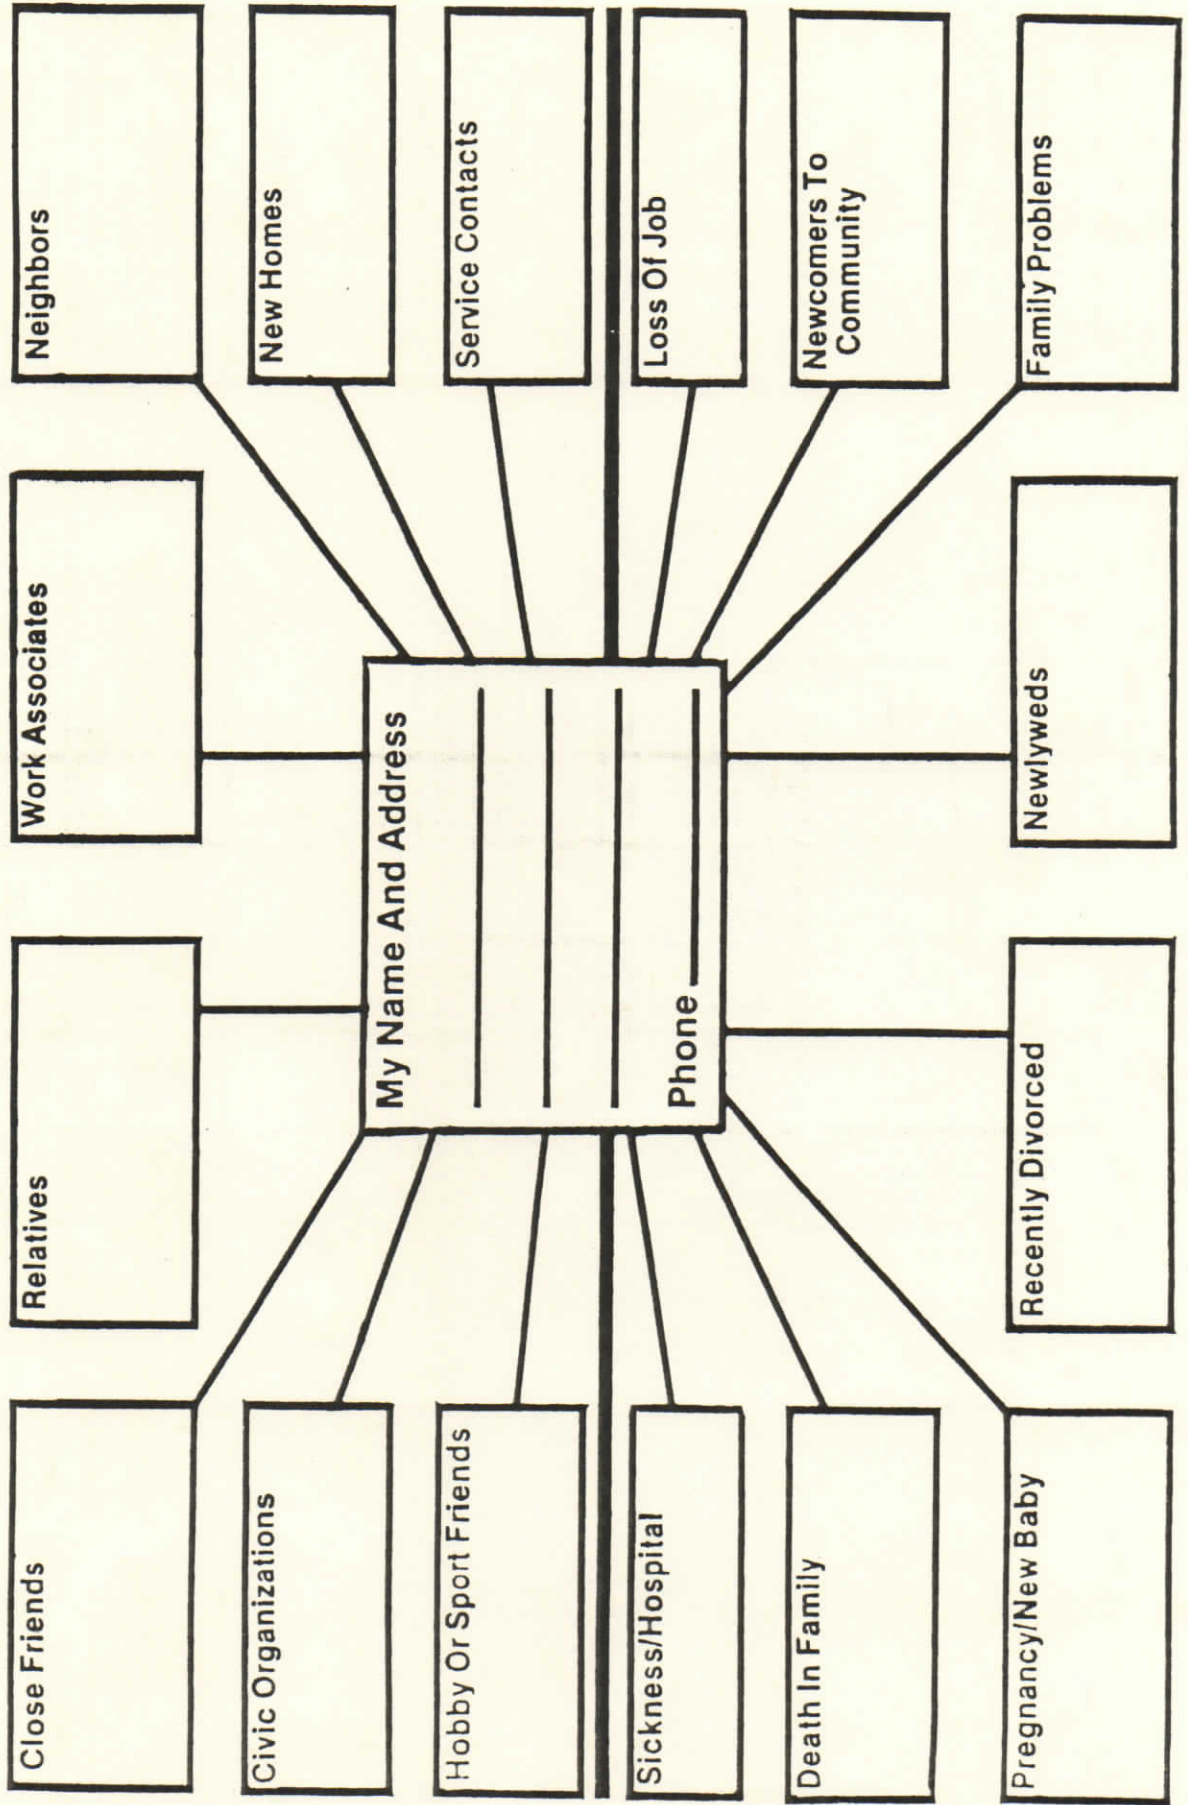 Close Friends
Relatives
Work Associates
Neighbors
Civic Organizations
New Homes
Hobby Or Sport Friends
Service Contacts
My Name And Address
Phone
Sickness/Hospital
Loss Of Job
Death In Family
Newcomers To
Community
Pregnancy/New Baby
Recently Divorced
Newlyweds
Family Problems